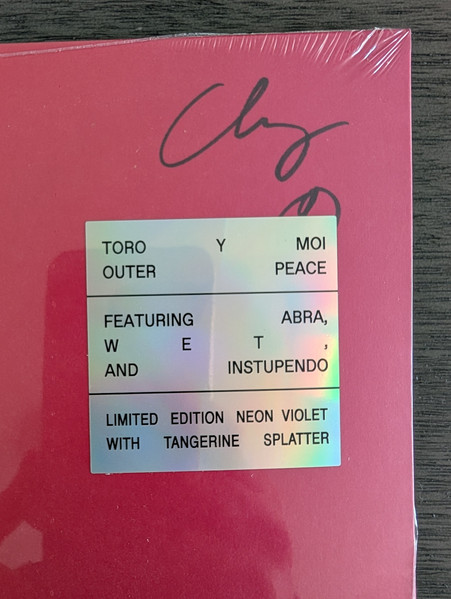 TORO Y MOI
OUTER PEACE
FEATURING ABRA,
W E T ,
AND INSTUPENDO
LIMITED EDITION NEON VIOLET
WITH TANGERINE SPLATTER